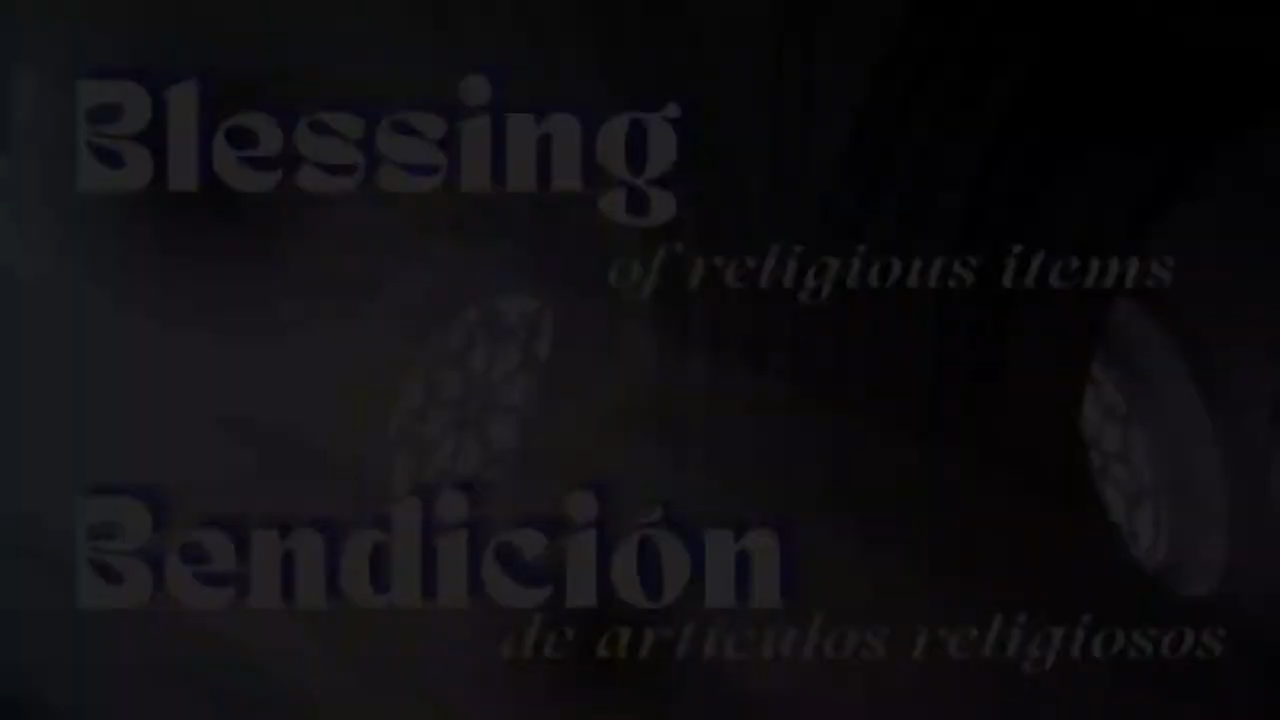 Blessing
of religious items
Bendición
de artículos religiosos